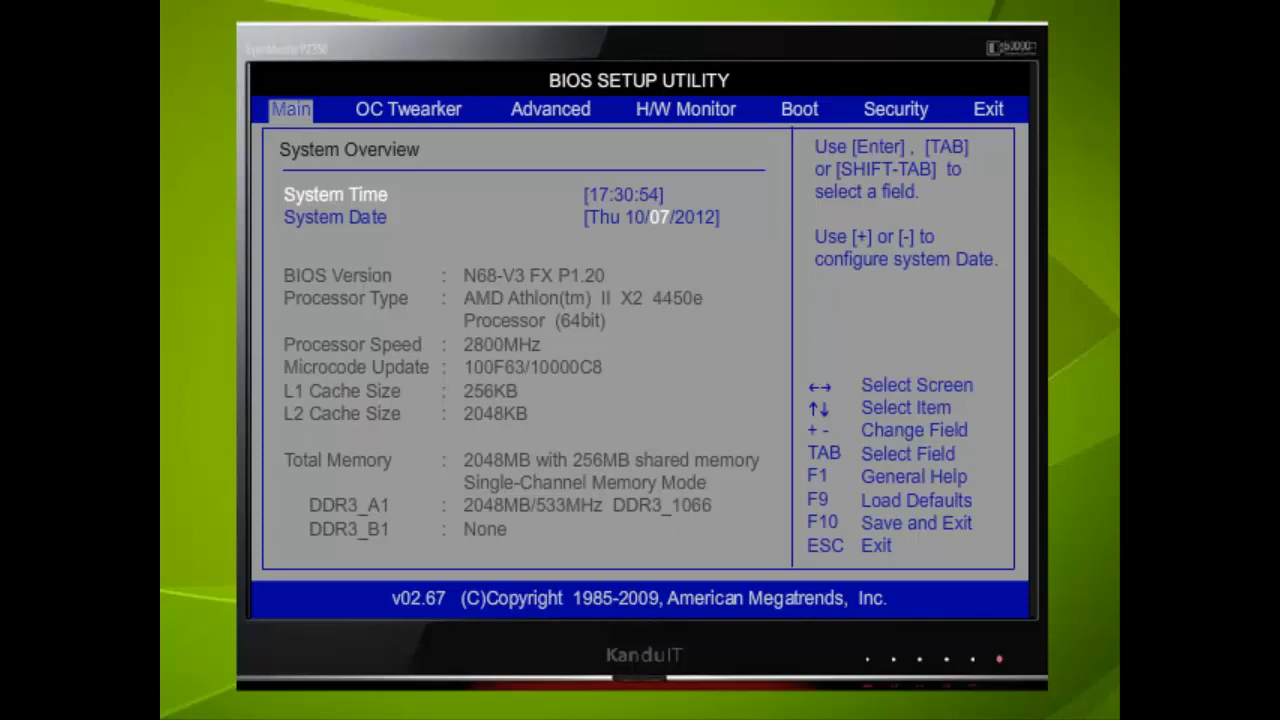 BIOS SETUP UTILITY
Main OC Twearker Advanced H/W Monitor Boot Security Exit
System Overview
System Time [17:30:54]
System Date [Thu 10/07/2012]
BIOS Version : N68-V3 FX P1.20
Processor Type : AMD Athlon(tm) II X2 4450e
Processor (64bit)
Processor Speed : 2800MHz
Microcode Update : 100F63/10000C8
L1 Cache Size : 256KB
L2 Cache Size : 2048KB
Total Memory : 2048MB with 256MB shared memory
Single-Channel Memory Mode
DDR3_A1 : 2048MB/533MHz DDR3_1066
DDR3_B1 : None
Use [Enter] , [TAB]
or [SHIFT-TAB] to
select a field.
Use [+] or [-] to
configure system Date.
←→ Select Screen
↑↓ Select Item
+ - Change Field
TAB Select Field
F1 General Help
F9 Load Defaults
F10 Save and Exit
ESC Exit
v02.67 (C)Copyright 1985-2009, American Megatrends, Inc.
KanduIT